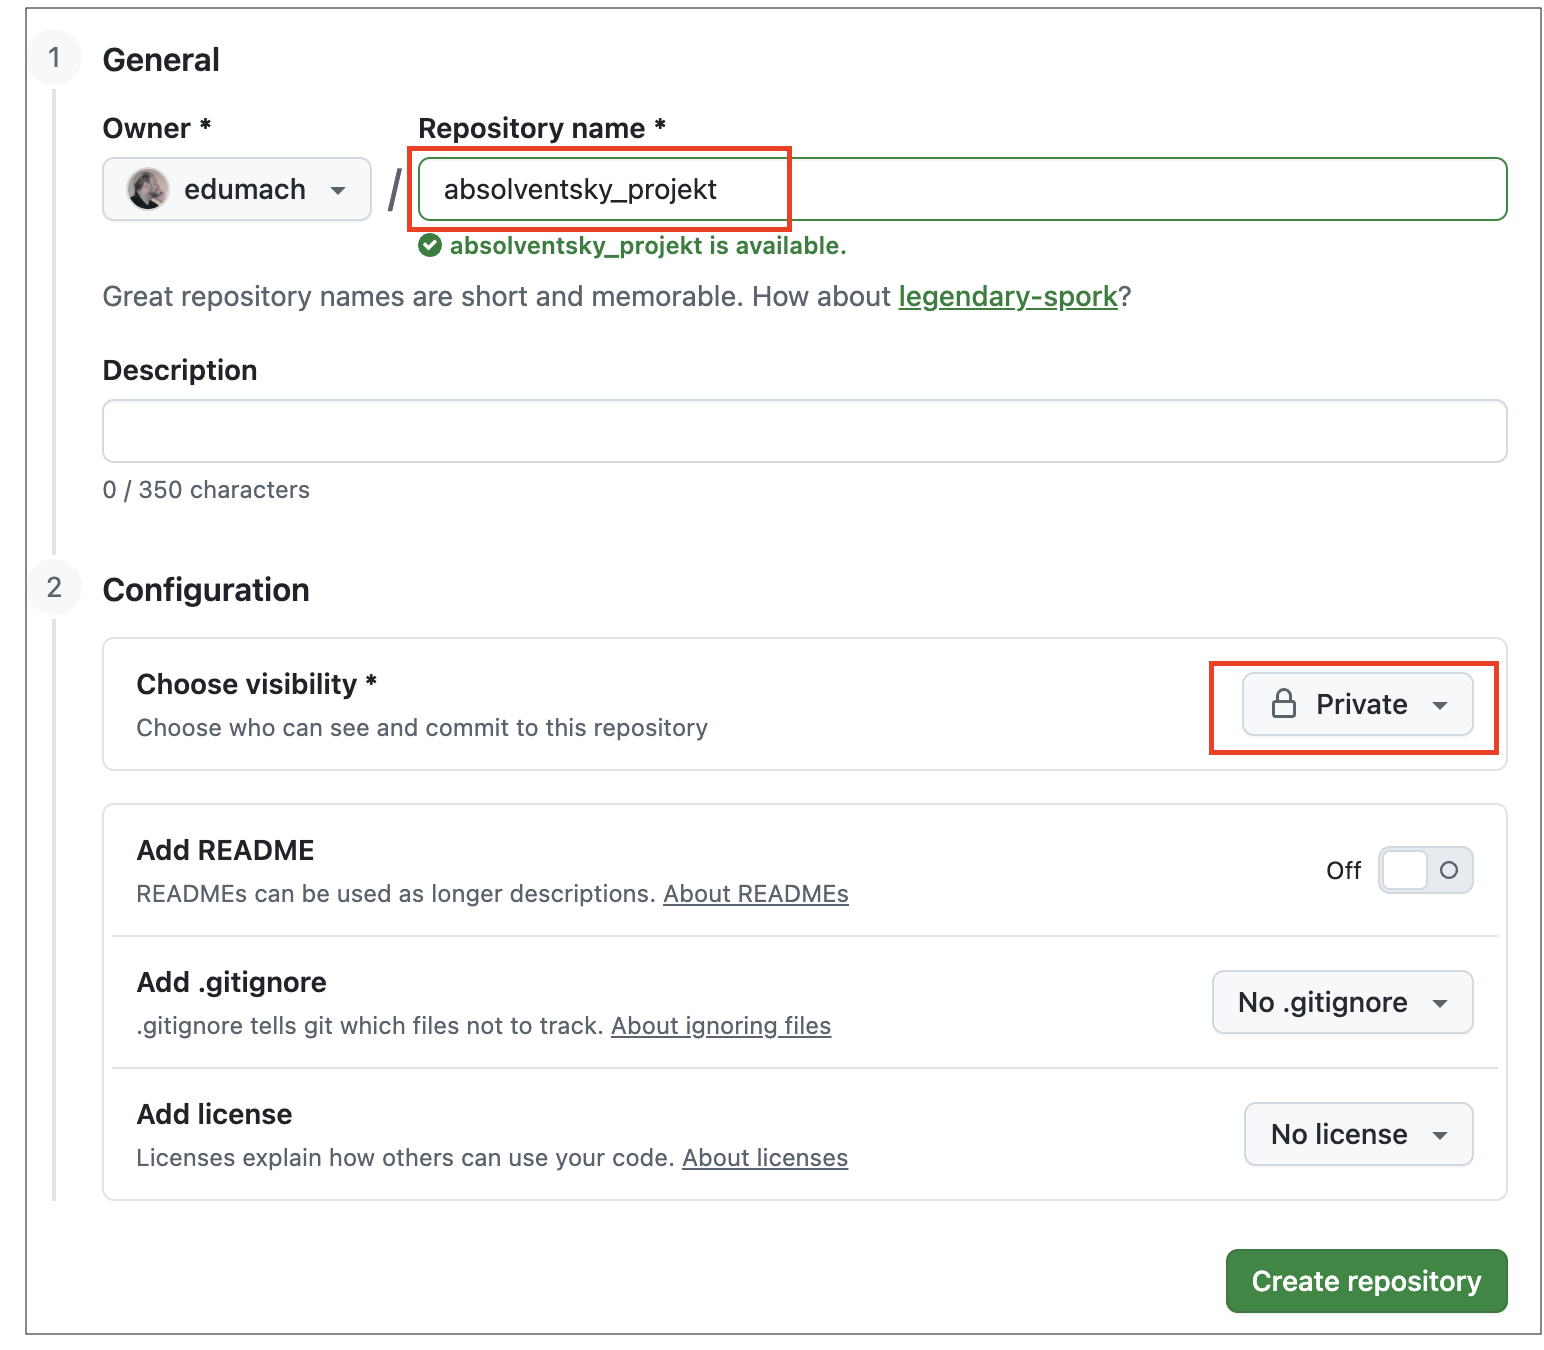 1
General
Owner *
Repository name *
edumach
/
absolventsky_projekt
absolventsky_projekt is available.
Great repository names are short and memorable. How about legendary-spork?
Description
0 / 350 characters
2
Configuration
Choose visibility *
Choose who can see and commit to this repository
Private
Add README
READMEs can be used as longer descriptions. About READMEs
Off
Add .gitignore
.gitignore tells git which files not to track. About ignoring files
No .gitignore
Add license
Licenses explain how others can use your code. About licenses
No license
Create repository